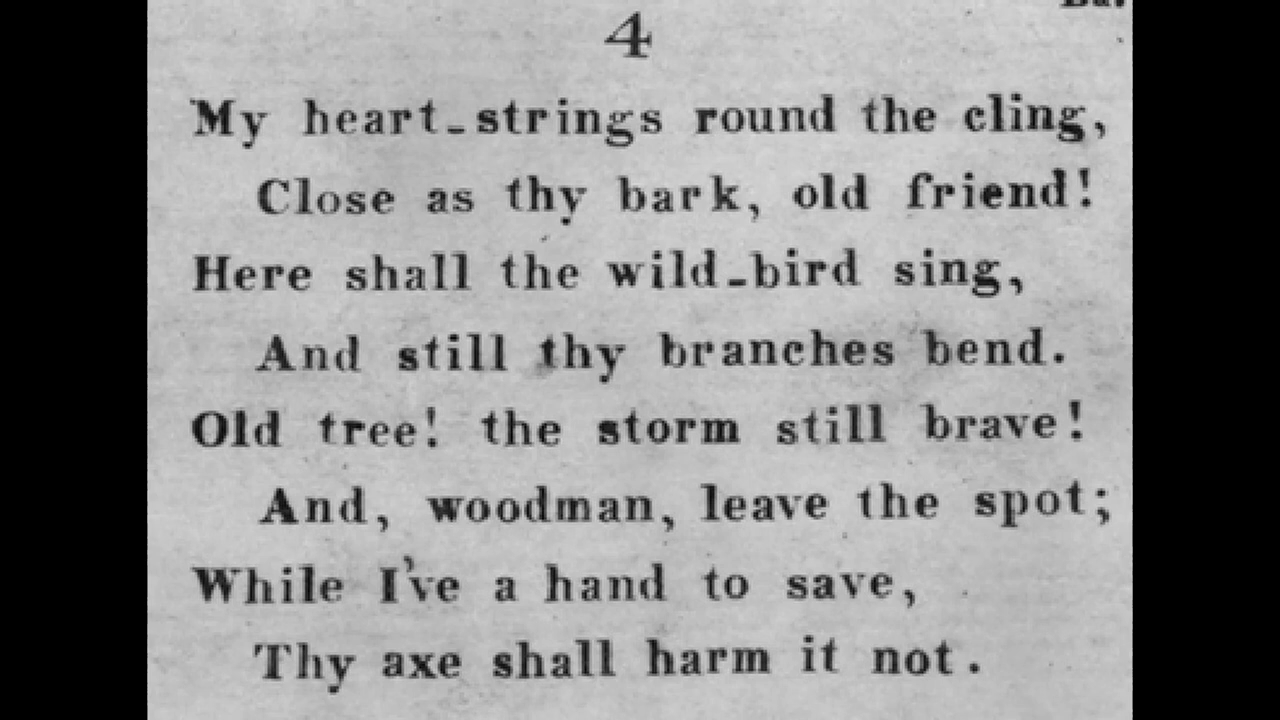 4
My heart-strings round the cling,
Close as thy bark, old friend!
Here shall the wild-bird sing,
And still thy branches bend.
Old tree! the storm still brave!
And, woodman, leave the spot;
While I've a hand to save,
Thy axe shall harm it not.